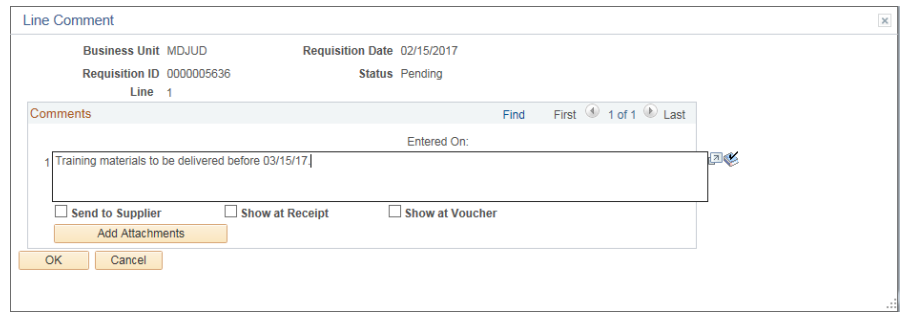 Line Comment
Business Unit MDJUD Requisition Date 02/15/2017
Requisition ID 0000005636 Status Pending
Line 1
Comments Find First 1 of 1 Last
Entered On:
1 Training materials to be delivered before 03/15/17.
Send to Supplier Show at Receipt Show at Voucher
Add Attachments
OK Cancel